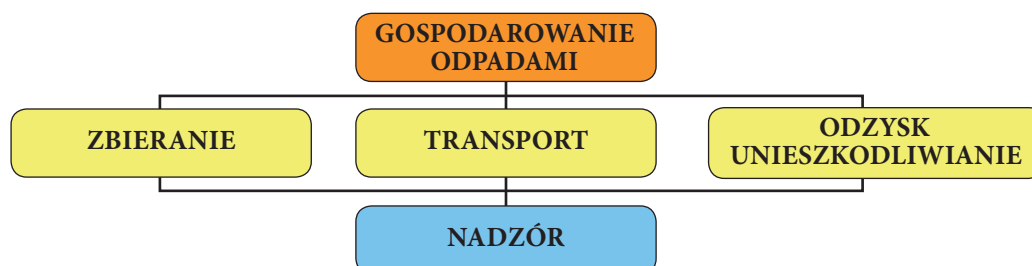 GOSPODAROWANIE
ODPADAMI
ZBIERANIE
TRANSPORT
ODZYSK
UNIESZKODLIWIANIE
NADZÓR